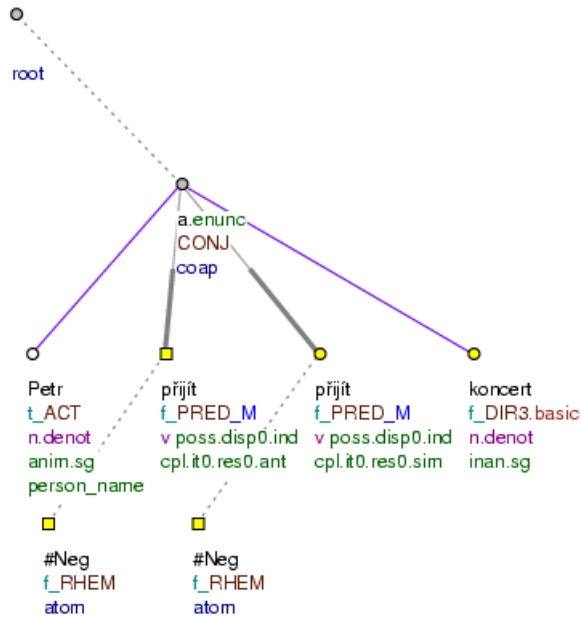 root
a.enunc
CONJ
coap
Petr
t_ACT
n.denot
anim.sg
person_name
přijít
f_PRED_M
v poss.disp0.ind
cpl.it0.res0.ant
přijít
f_PRED_M
v poss.disp0.ind
cpl.it0.res0.sim
koncert
f_DIR3.basic
n.denot
inan.sg
#Neg
f_RHEM
atom
#Neg
f_RHEM
atom